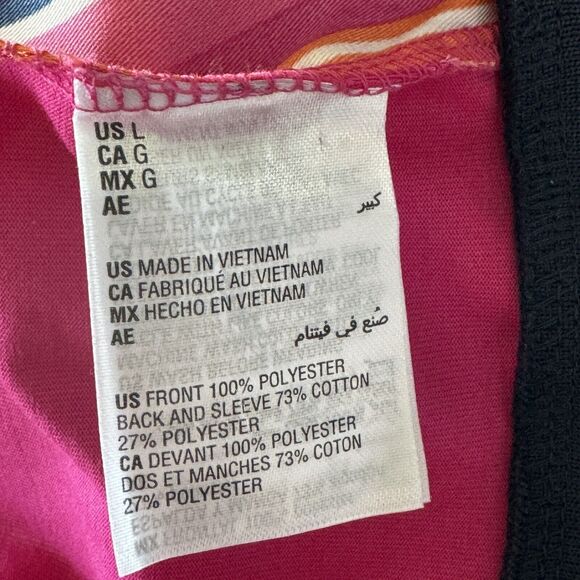 US L
CA G
MX G
AE كبير
US MADE IN VIETNAM
CA FABRIQUÉ AU VIETNAM
MX HECHO EN VIETNAM
AE صُنع في فيتنام
US FRONT 100% POLYESTER
BACK AND SLEEVE 73% COTTON
27% POLYESTER
CA DEVANT 100% POLYESTER
DOS ET MANCHES 73% COTON
27% POLYESTER